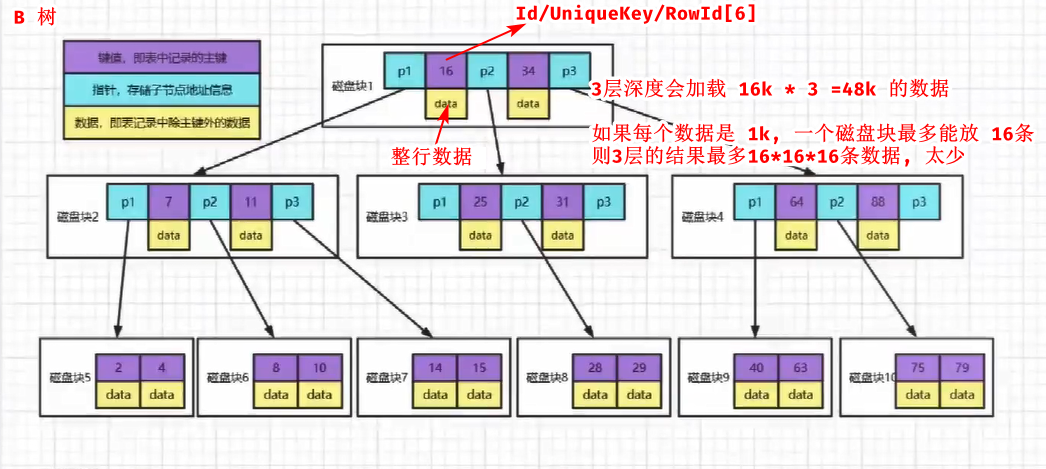 B 树
Id/UniqueKey/RowId[6]
键值，即表中记录的主键
指针，存储子节点地址信息
数据，即表记录中除主键外的数据
磁盘块1
p1 16 p2 34 p3
data data
整行数据
3层深度会加载 16k * 3 =48k 的数据
如果每个数据是 1k, 一个磁盘块最多能放 16条
则3层的结果最多16*16*16条数据, 太少
磁盘块2
p1 7 p2 11 p3
data data
磁盘块3
p1 25 p2 31 p3
data data
磁盘块4
p1 64 p2 88 p3
data data
磁盘块5
2 4
data data
磁盘块6
8 10
data data
磁盘块7
14 15
data data
磁盘块8
28 29
data data
磁盘块9
40 63
data data
磁盘块10
75 79
data data